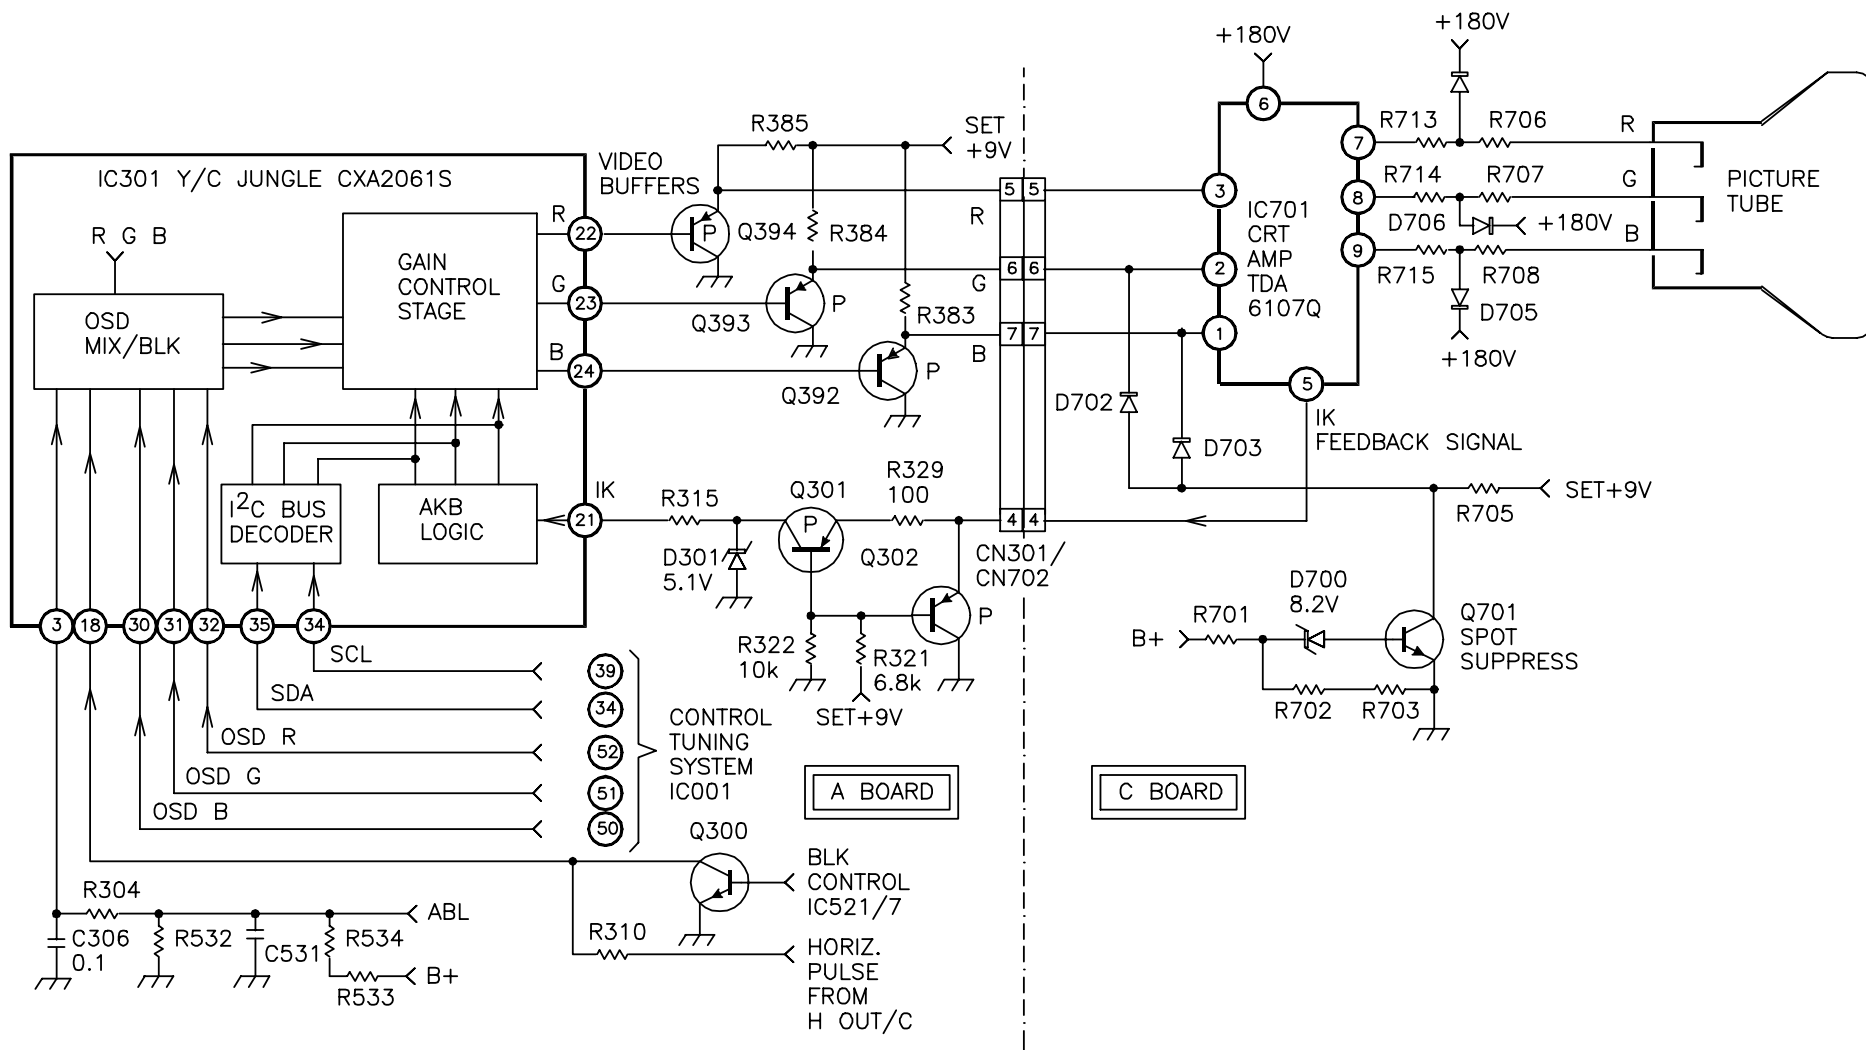 +180V
+180V
R385
SET
+9V
R713
R706
R
7
6
VIDEO
BUFFERS
IC301 Y/C JUNGLE CXA2061S
R714
R707
G
PICTURE
TUBE
5
5
3
8
R G B
R
22
P
Q394
R384
R
IC701
CRT
AMP
TDA
6107Q
D706
+180V
B
9
GAIN
CONTROL
STAGE
6
6
2
R715
R708
G
23
G
Q393
P
R383
D705
OSD
MIX/BLK
7
7
1
+180V
B
24
B
P
Q392
5
D702
IK
FEEDBACK SIGNAL
D703
R329
100
SET+9V
R705
I2C BUS
DECODER
AKB
LOGIC
IK
21
R315
Q301
P
4
4
D301
5.1V
Q302
CN301/
CN702
D700
8.2V
P
R701
B+
Q701
SPOT
SUPPRESS
3
18
30
31
32
35
34
R322
10k
R321
6.8k
SCL
39
SDA
34
SET+9V
R702
R703
OSD R
52
CONTROL
TUNING
SYSTEM
IC001
OSD G
51
A BOARD
C BOARD
OSD B
50
Q300
BLK
CONTROL
IC521/7
R304
ABL
C306
0.1
R532
C531
R534
R310
HORIZ.
PULSE
FROM
H OUT/C
B+
R533